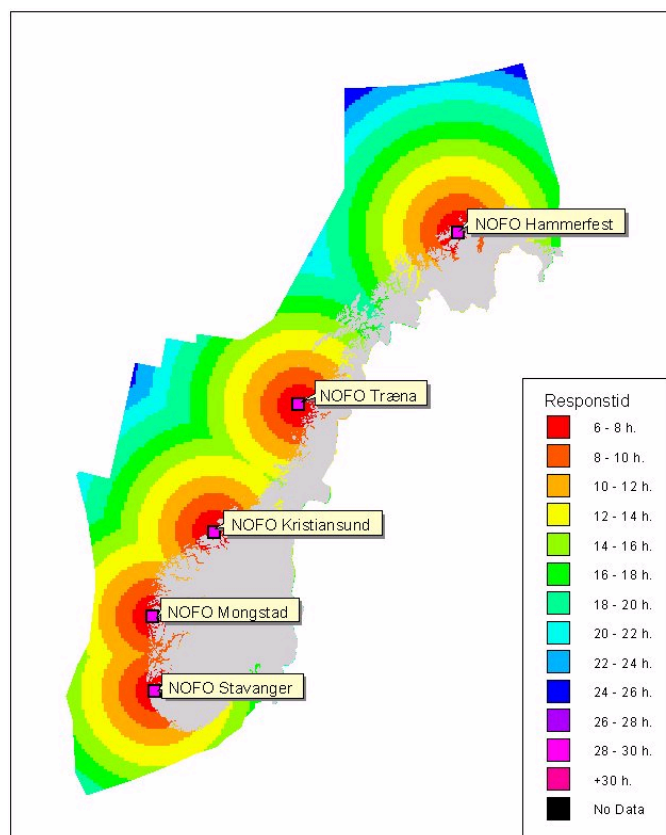 NOFO Hammerfest
NOFO Træna
NOFO Kristiansund
NOFO Mongstad
NOFO Stavanger
Responstid
6 - 8 h.
8 - 10 h.
10 - 12 h.
12 - 14 h.
14 - 16 h.
16 - 18 h.
18 - 20 h.
20 - 22 h.
22 - 24 h.
24 - 26 h.
26 - 28 h.
28 - 30 h.
+30 h.
No Data